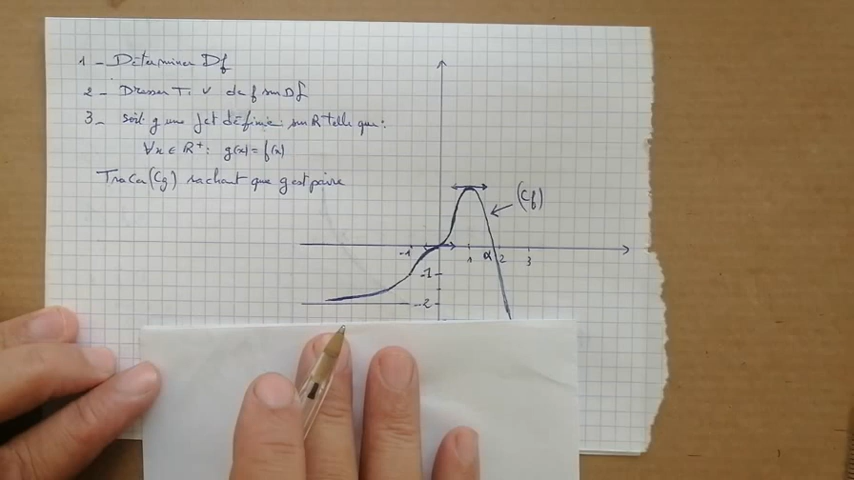 1 - Déterminer Df
2 - Dresser T. V de f sur Df
3 - Soit g une fct définie sur R telle que :
∀x ∈ R⁺ : g(x) = f(x)
Tracer (Cg) sachant que g est paire
(Cf)
-1 1 α 2 3
-1
-2